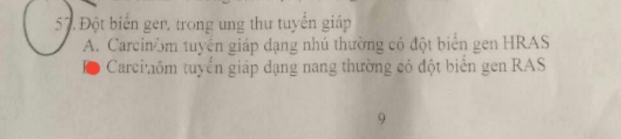 57. Đột biến gen, trong ung thư tuyến giáp
A. Carcinôm tuyến giáp dạng nhú thường có đột biến gen HRAS
Carcinôm tuyến giáp dạng nang thường có đột biến gen RAS
9